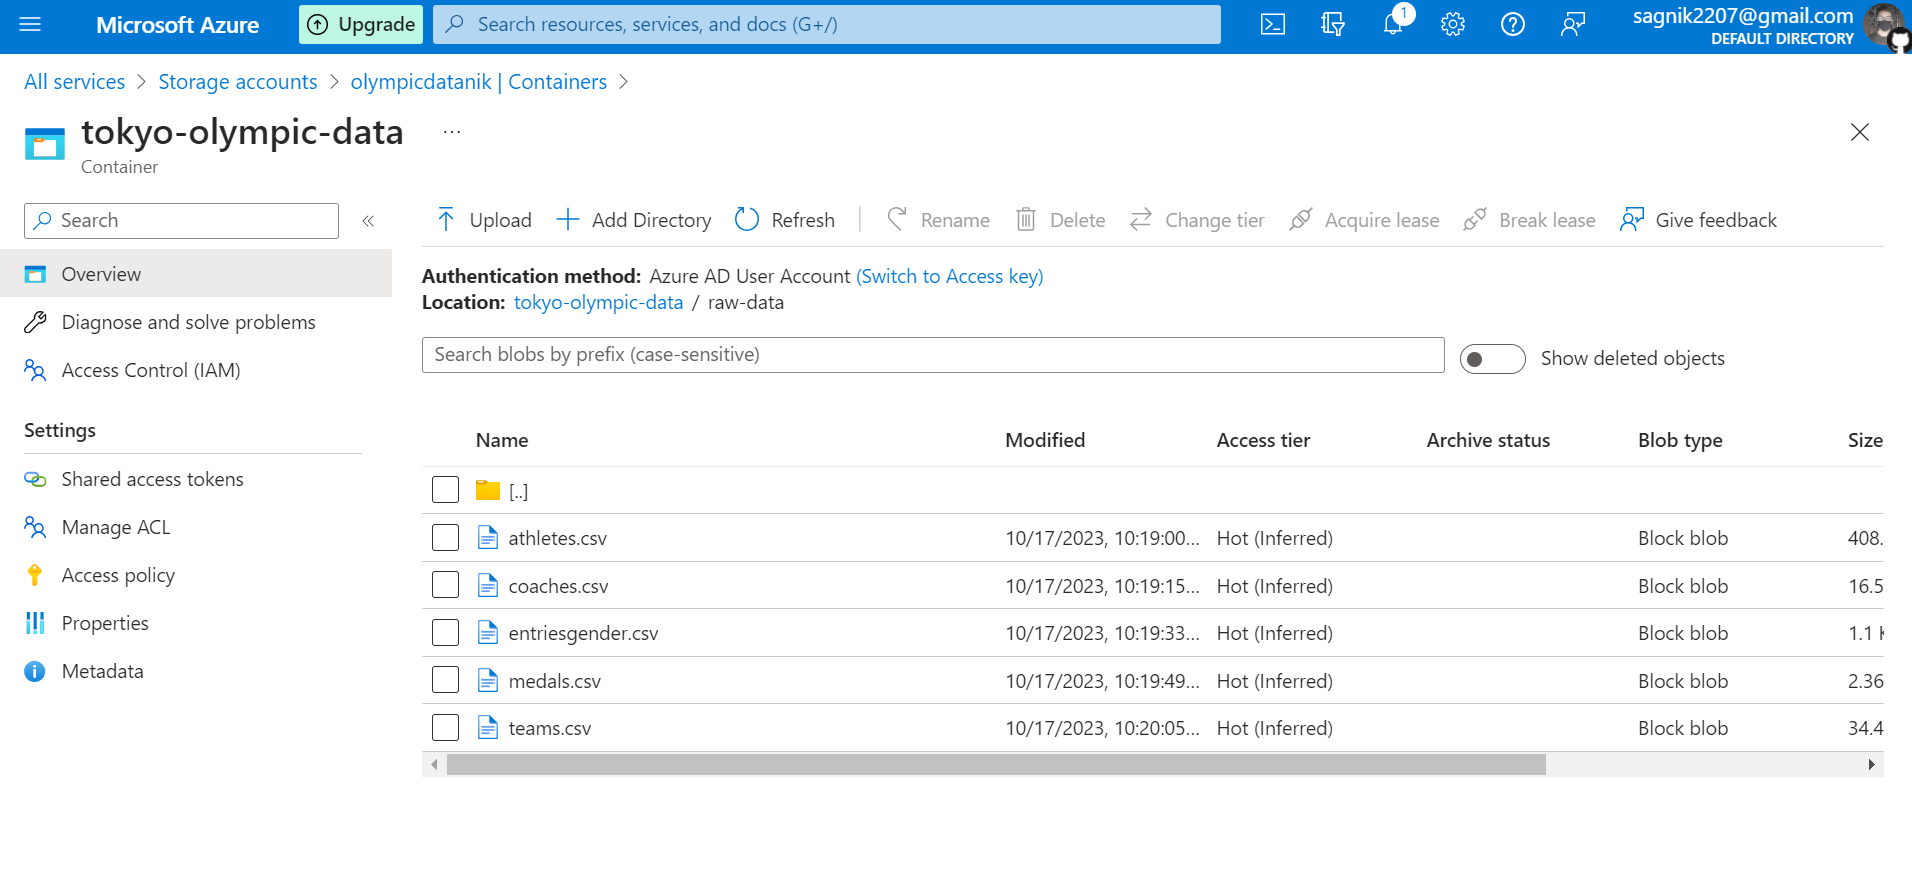 Microsoft Azure
Upgrade
Search resources, services, and docs (G+/)
1
sagnik2207@gmail.com
DEFAULT DIRECTORY
All services > Storage accounts > olympicdatanik | Containers >
tokyo-olympic-data ...
Container
Search «
Upload Add Directory Refresh Rename Delete Change tier Acquire lease Break lease Give feedback
Overview
Diagnose and solve problems
Access Control (IAM)
Settings
Shared access tokens
Manage ACL
Access policy
Properties
Metadata
Authentication method: Azure AD User Account (Switch to Access key)
Location: tokyo-olympic-data / raw-data
Search blobs by prefix (case-sensitive)
Show deleted objects
Name Modified Access tier Archive status Blob type Size
[..]
athletes.csv 10/17/2023, 10:19:00... Hot (Inferred) Block blob 408.
coaches.csv 10/17/2023, 10:19:15... Hot (Inferred) Block blob 16.5
entriesgender.csv 10/17/2023, 10:19:33... Hot (Inferred) Block blob 1.1
medals.csv 10/17/2023, 10:19:49... Hot (Inferred) Block blob 2.36
teams.csv 10/17/2023, 10:20:05... Hot (Inferred) Block blob 34.4